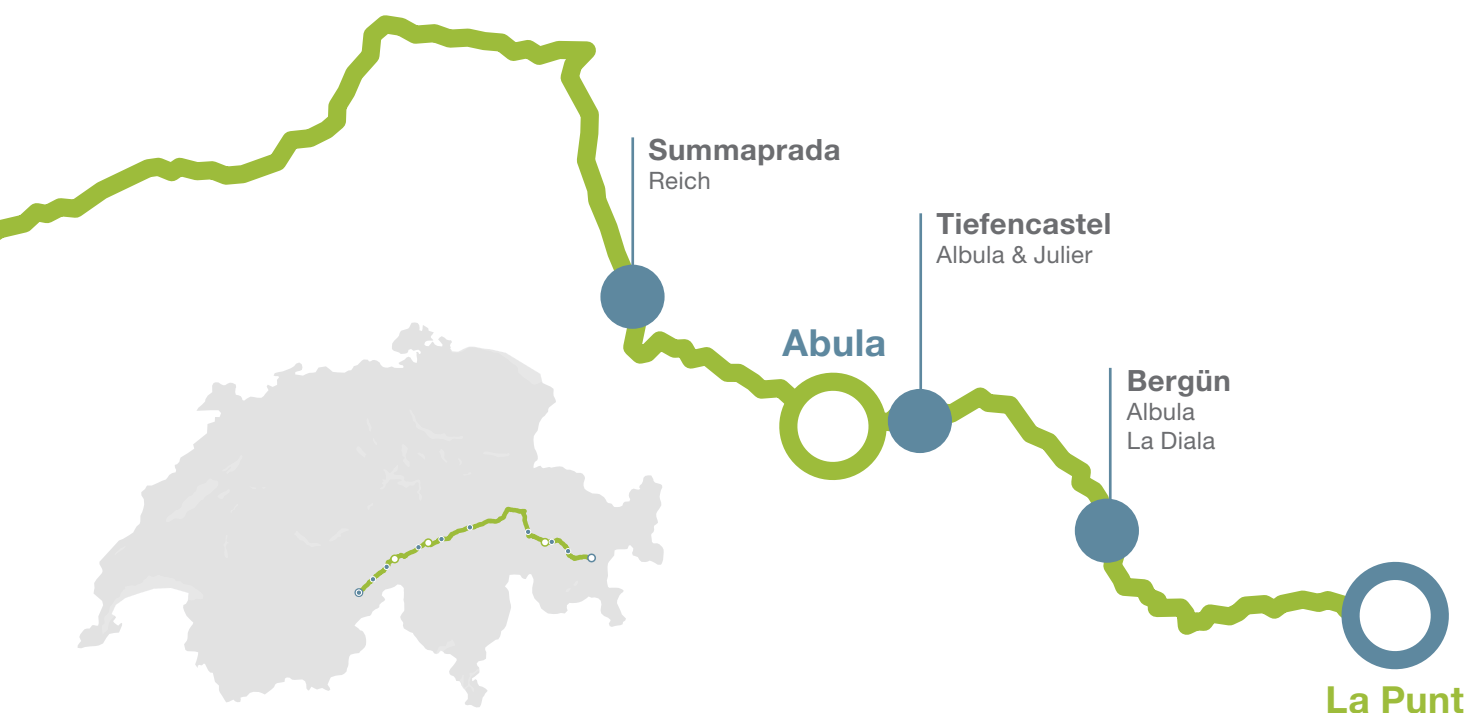 Summaprada
Reich
Tiefencastel
Albula & Julier
Abula
Bergün
Albula
La Diala
La Punt